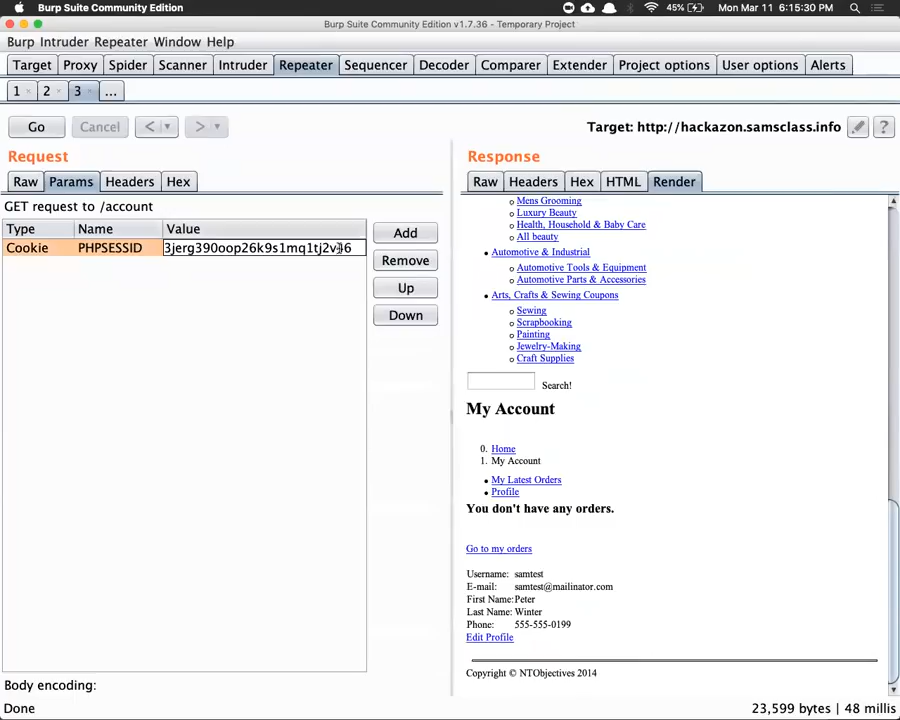 Burp Suite Community Edition 45% Mon Mar 11 6:15:30 PM
Burp Suite Community Edition v1.7.36 - Temporary Project
Burp Intruder Repeater Window Help
Target Proxy Spider Scanner Intruder Repeater Sequencer Decoder Comparer Extender Project options User options Alerts
1 × 2 × 3 × ...
Go Cancel < > Target: http://hackazon.samsclass.info ?
Request
Raw Params Headers Hex
GET request to /account
Type Name Value
Cookie PHPSESSID
Add
Remove
Up
Down
Body encoding:
Response
Raw Headers Hex HTML Render
Mens Growing
Luxury Beauty
Health, Household & Baby Care
All beauty
Automotive & Industrial
Automotive Tools & Equipment
Automotive Parts & Accessories
Arts, Crafts & Sewing Coupons
Sewing
Scrapbooking
Painting
Jewelry-Making
Craft Supplies
Search!
My Account
0. Home
1. My Account
My Latest Orders
Profile
You don't have any orders.
Go to my orders
Username: samtest
E-mail: samtest@mailinator.com
First Name:Peter
Last Name: Winter
Phone: 555-555-0199
Edit Profile
Copyright © NTObjectives 2014
Done 23,599 bytes | 48 millis